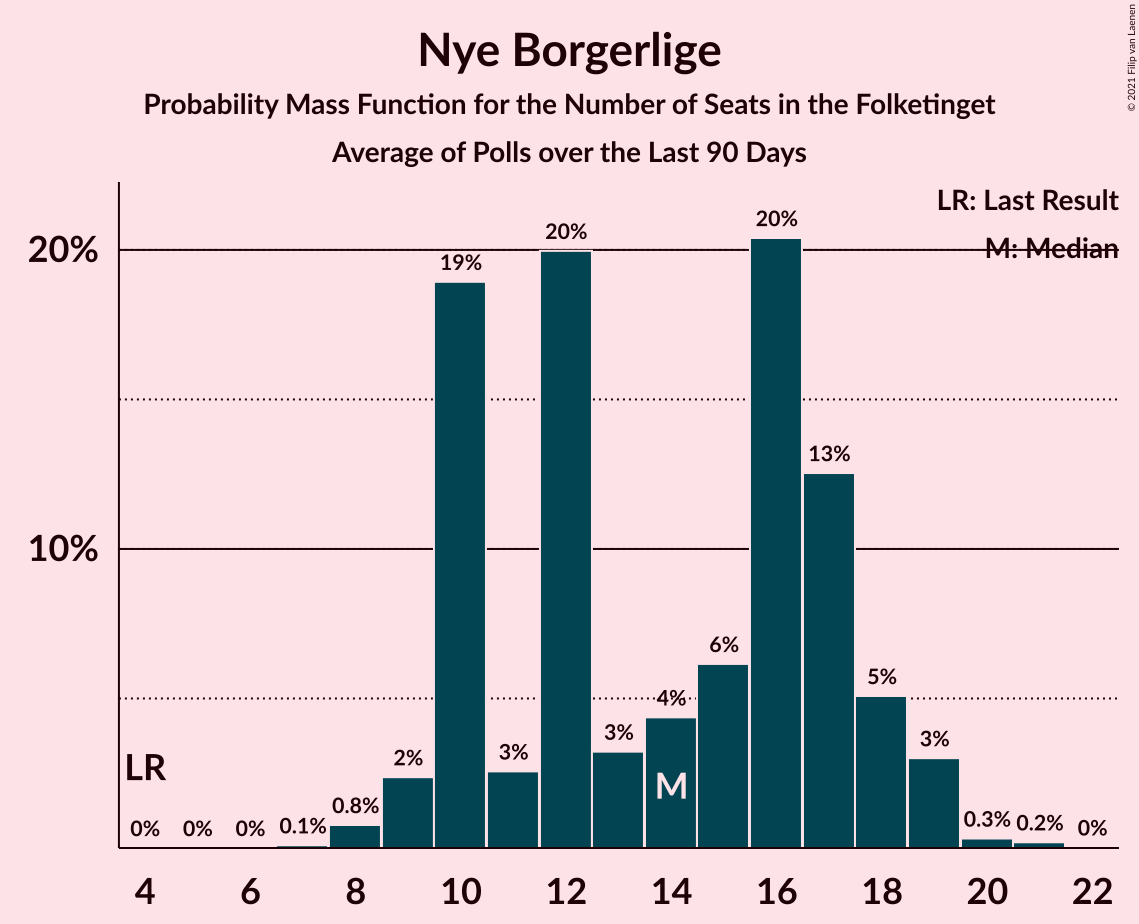 Nye Borgerlige
Probability Mass Function for the Number of Seats in the Folketinget
Average of Polls over the Last 90 Days
© 2021 Filip van Laenen
LR: Last Result
M: Median
20%
10%
LR
M
0%
0%
0%
0.1%
0.8%
2%
19%
3%
20%
3%
4%
6%
20%
13%
5%
3%
0.3%
0.2%
0%
4 6 8 10 12 14 16 18 20 22